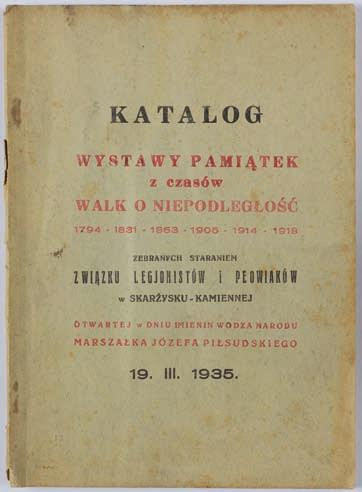 KATALOG
WYSTAWY PAMIĄTEK
z czasów
WALK O NIEPODLEGŁOŚĆ
1794 - 1831 - 1863 - 1905 - 1914 - 1918
ZEBRANYCH STARANIEM
ZWIĄZKU LEGJONISTÓW i PEOWIAKÓW
w SKARŻYSKU-KAMIENNEJ
OTWARTEJ w DNIU IMIENIN WODZA NARODU
MARSZAŁKA JÓZEFA PIŁSUDSKIEGO
19. III. 1935.